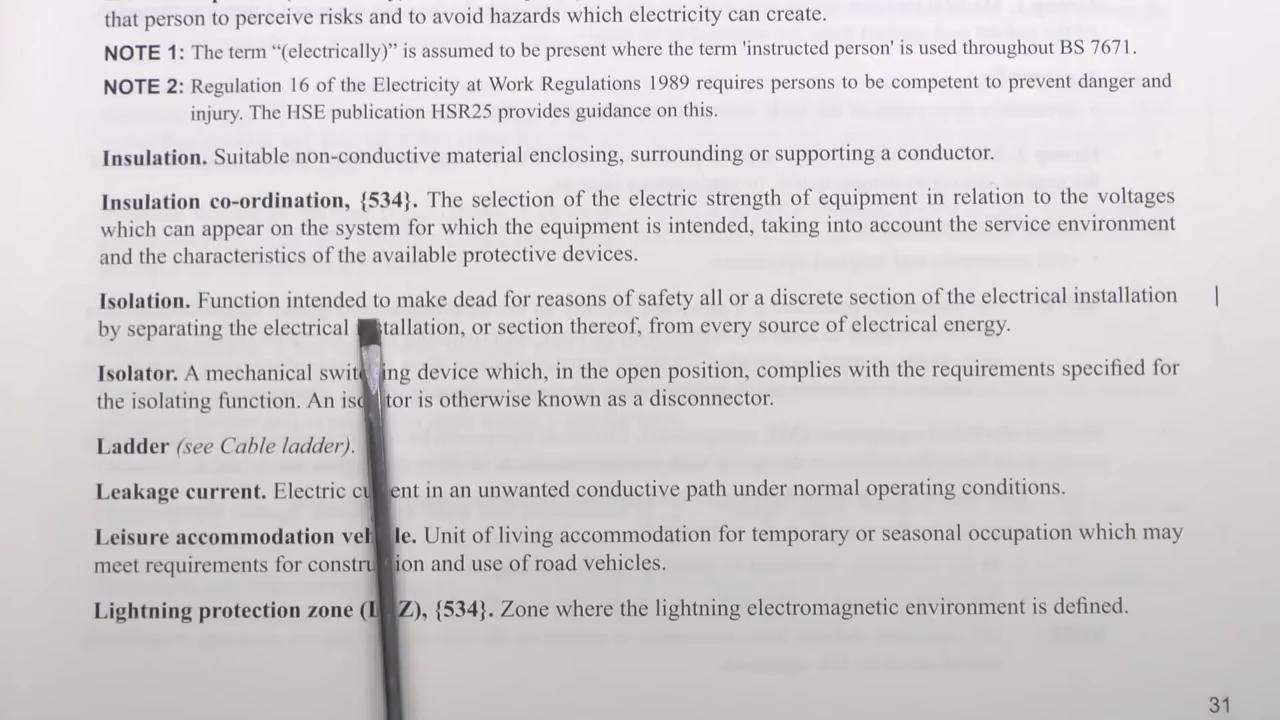 that person to perceive risks and to avoid hazards which electricity can create.
NOTE 1: The term “(electrically)” is assumed to be present where the term 'instructed person' is used throughout BS 7671.
NOTE 2: Regulation 16 of the Electricity at Work Regulations 1989 requires persons to be competent to prevent danger and
injury. The HSE publication HSR25 provides guidance on this.
Insulation. Suitable non-conductive material enclosing, surrounding or supporting a conductor.
Insulation co-ordination, {534}. The selection of the electric strength of equipment in relation to the voltages
which can appear on the system for which the equipment is intended, taking into account the service environment
and the characteristics of the available protective devices.
Isolation. Function intended to make dead for reasons of safety all or a discrete section of the electrical installation
by separating the electrical installation, or section thereof, from every source of electrical energy.
Isolator. A mechanical switching device which, in the open position, complies with the requirements specified for
the isolating function. An isolator is otherwise known as a disconnector.
Ladder (see Cable ladder).
Leakage current. Electric current in an unwanted conductive path under normal operating conditions.
Leisure accommodation vehicle. Unit of living accommodation for temporary or seasonal occupation which may
meet requirements for construction and use of road vehicles.
Lightning protection zone (LPZ), {534}. Zone where the lightning electromagnetic environment is defined.
31